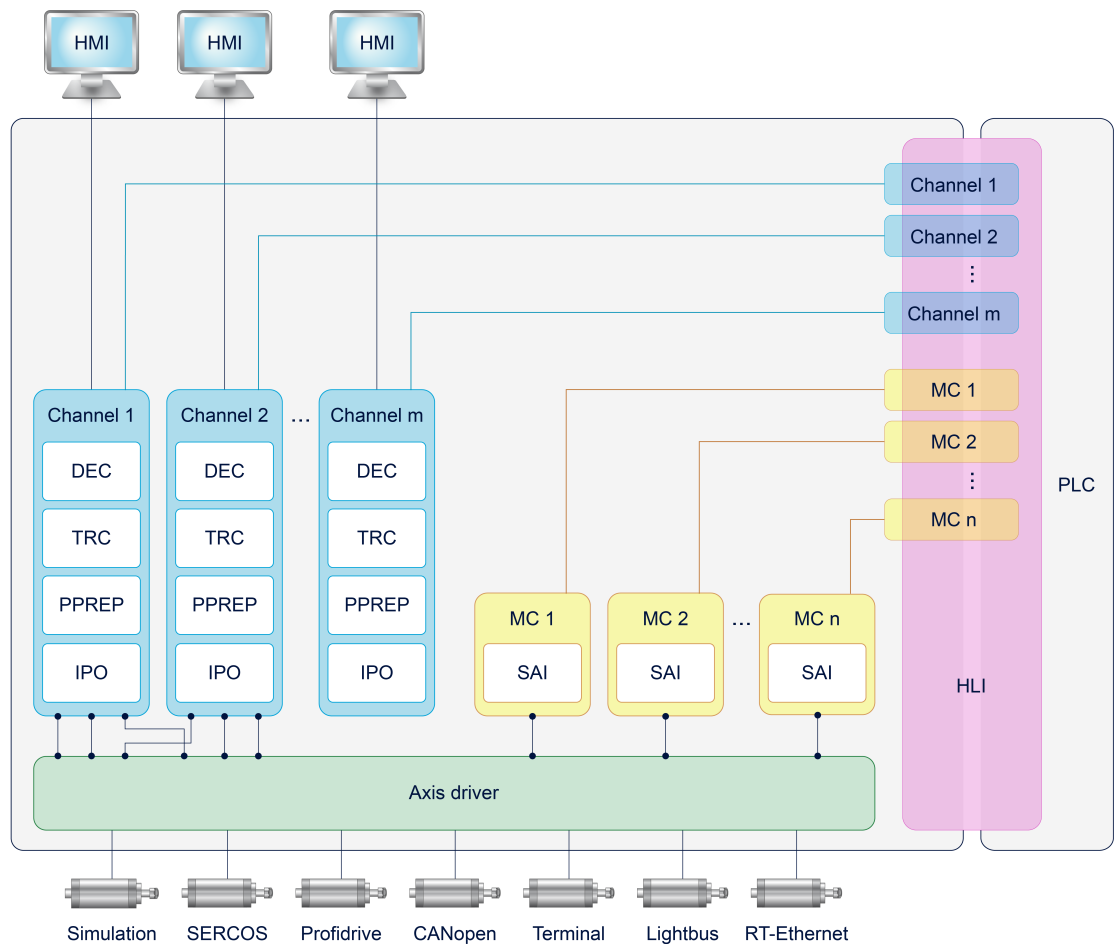 HMI
HMI
HMI
Channel 1
Channel 2
⋮
Channel m
MC 1
MC 2
⋮
MC n
PLC
HLI
Channel 1
DEC
TRC
PPREP
IPO
Channel 2
DEC
TRC
PPREP
IPO
...
Channel m
DEC
TRC
PPREP
IPO
MC 1
SAI
MC 2
SAI
...
MC n
SAI
Axis driver
Simulation
SERCOS
Profidrive
CANopen
Terminal
Lightbus
RT-Ethernet